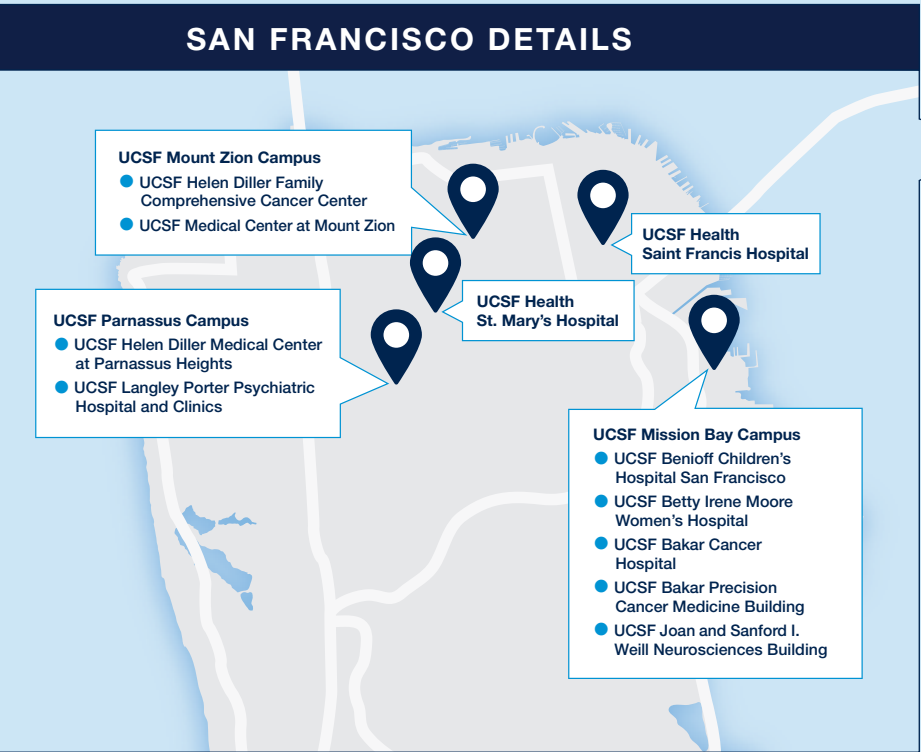 SAN FRANCISCO DETAILS
UCSF Mount Zion Campus
UCSF Helen Diller Family
Comprehensive Cancer Center
UCSF Medical Center at Mount Zion
UCSF Health
Saint Francis Hospital
UCSF Health
St. Mary’s Hospital
UCSF Parnassus Campus
UCSF Helen Diller Medical Center
at Parnassus Heights
UCSF Langley Porter Psychiatric
Hospital and Clinics
UCSF Mission Bay Campus
UCSF Benioff Children’s
Hospital San Francisco
UCSF Betty Irene Moore
Women’s Hospital
UCSF Bakar Cancer
Hospital
UCSF Bakar Precision
Cancer Medicine Building
UCSF Joan and Sanford I.
Weill Neurosciences Building